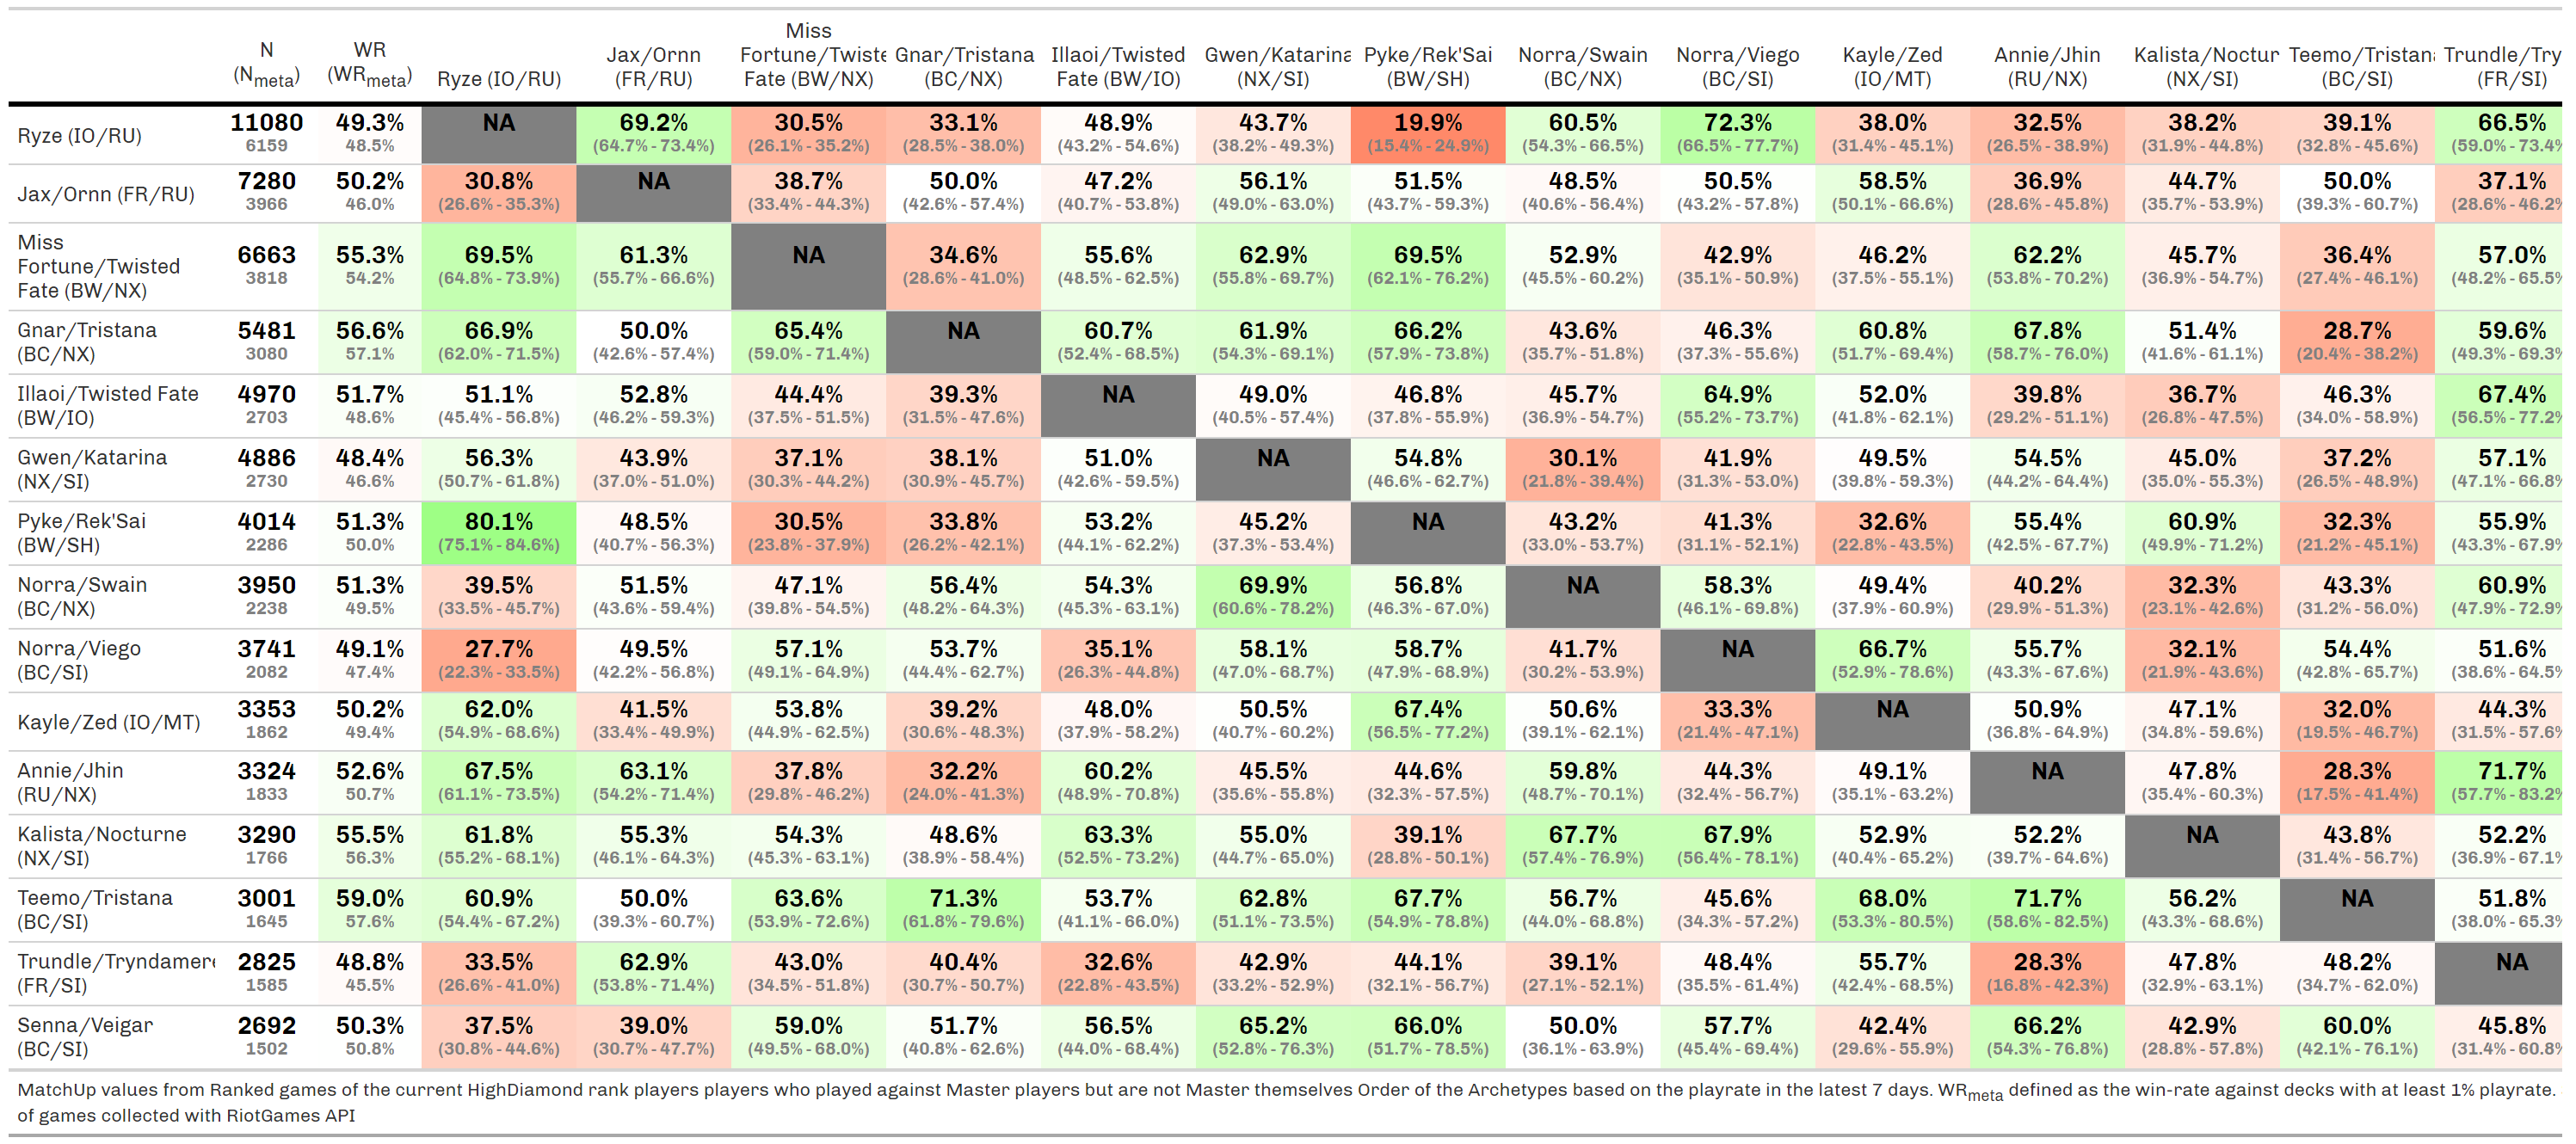 N (N_meta) WR (WR_meta) Ryze (IO/RU) Jax/Ornn (FR/RU) Miss Fortune/Twiste Fate (BW/NX) Gnar/Tristana (BC/NX) Illaoi/Twisted Fate (BW/IO) Gwen/Katarina (NX/SI) Pyke/Rek'Sai (BW/SH) Norra/Swain (BC/NX) Norra/Viego (BC/SI) Kayle/Zed (IO/MT) Annie/Jhin (RU/NX) Kalista/Noctur (NX/SI) Teemo/Tristan (BC/SI) Trundle/Try (FR/SI)
Ryze (IO/RU) 11080 49.3% NA 69.2% 30.5% 33.1% 48.9% 43.7% 19.9% 60.5% 72.3% 38.0% 32.5% 38.2% 39.1% 66.5%
6159 48.5% (64.7% - 73.4%) (26.1% - 35.2%) (28.5% - 38.0%) (43.2% - 54.6%) (38.2% - 49.3%) (15.4% - 24.9%) (54.3% - 66.5%) (66.5% - 77.7%) (31.4% - 45.1%) (26.5% - 38.9%) (31.9% - 44.8%) (32.8% - 45.6%) (59.0% - 73.4%
Jax/Ornn (FR/RU) 7280 50.2% 30.8% NA 38.7% 50.0% 47.2% 56.1% 51.5% 48.5% 50.5% 58.5% 36.9% 44.7% 50.0% 37.1%
3966 46.0% (26.6% - 35.3%) (33.4% - 44.3%) (42.6% - 57.4%) (40.7% - 53.8%) (49.0% - 63.0%) (43.7% - 59.3%) (40.6% - 56.4%) (43.2% - 57.8%) (50.1% - 66.6%) (28.6% - 45.8%) (35.7% - 53.9%) (39.3% - 60.7%) (28.6% - 46.2%
Miss Fortune/Twisted Fate (BW/NX) 6663 55.3% 69.5% 61.3% NA 34.6% 55.6% 62.9% 69.5% 52.9% 42.9% 46.2% 62.2% 45.7% 36.4% 57.0%
3818 54.2% (64.8% - 73.9%) (55.7% - 66.6%) (28.6% - 41.0%) (48.5% - 62.5%) (55.8% - 69.7%) (62.1% - 76.2%) (45.5% - 60.2%) (35.1% - 50.9%) (37.5% - 55.1%) (53.8% - 70.2%) (36.9% - 54.7%) (27.4% - 46.1%) (48.2% - 65.5%
Gnar/Tristana (BC/NX) 5481 56.6% 66.9% 50.0% 65.4% NA 60.7% 61.9% 66.2% 43.6% 46.3% 60.8% 67.8% 51.4% 28.7% 59.6%
3080 57.1% (62.0% - 71.5%) (42.6% - 57.4%) (59.0% - 71.4%) (52.4% - 68.5%) (54.3% - 69.1%) (57.9% - 73.8%) (35.7% - 51.8%) (37.3% - 55.6%) (51.7% - 69.4%) (58.7% - 76.0%) (41.6% - 61.1%) (20.4% - 38.2%) (49.3% - 69.3%
Illaoi/Twisted Fate (BW/IO) 4970 51.7% 51.1% 52.8% 44.4% 39.3% NA 49.0% 46.8% 45.7% 64.9% 52.0% 39.8% 36.7% 46.3% 67.4%
2703 48.6% (45.4% - 56.8%) (46.2% - 59.3%) (37.5% - 51.5%) (31.5% - 47.6%) (40.5% - 57.4%) (37.8% - 55.9%) (36.9% - 54.7%) (55.2% - 73.7%) (41.8% - 62.1%) (29.2% - 51.1%) (26.8% - 47.5%) (34.0% - 58.9%) (56.5% - 77.2%
Gwen/Katarina (NX/SI) 4886 48.4% 56.3% 43.9% 37.1% 38.1% 51.0% NA 54.8% 30.1% 41.9% 49.5% 54.5% 45.0% 37.2% 57.1%
2730 46.6% (50.7% - 61.8%) (37.0% - 51.0%) (30.3% - 44.2%) (30.9% - 45.7%) (42.6% - 59.5%) (46.6% - 62.7%) (21.8% - 39.4%) (31.3% - 53.0%) (39.8% - 59.3%) (44.2% - 64.4%) (35.0% - 55.3%) (26.5% - 48.9%) (47.1% - 66.8%
Pyke/Rek'Sai (BW/SH) 4014 51.3% 80.1% 48.5% 30.5% 33.8% 53.2% 45.2% NA 43.2% 41.3% 32.6% 55.4% 60.9% 32.3% 55.9%
2286 50.0% (75.1% - 84.6%) (40.7% - 56.3%) (23.8% - 37.9%) (26.2% - 42.1%) (44.1% - 62.2%) (37.3% - 53.4%) (33.0% - 53.7%) (31.1% - 52.1%) (22.8% - 43.5%) (42.5% - 67.7%) (49.9% - 71.2%) (21.2% - 45.1%) (43.3% - 67.9%
Norra/Swain (BC/NX) 3950 51.3% 39.5% 51.5% 47.1% 56.4% 54.3% 69.9% 56.8% NA 58.3% 49.4% 40.2% 32.3% 43.3% 60.9%
2238 49.5% (33.5% - 45.7%) (43.6% - 59.4%) (39.8% - 54.5%) (48.2% - 64.3%) (45.3% - 63.1%) (60.6% - 78.2%) (46.3% - 67.0%) (46.1% - 69.8%) (37.9% - 60.9%) (29.9% - 51.3%) (23.1% - 42.6%) (31.2% - 56.0%) (47.9% - 72.9%
Norra/Viego (BC/SI) 3741 49.1% 27.7% 49.5% 57.1% 53.7% 35.1% 58.1% 58.7% 41.7% NA 66.7% 55.7% 32.1% 54.4% 51.6%
2082 47.4% (22.3% - 33.5%) (42.2% - 56.8%) (49.1% - 64.9%) (44.4% - 62.7%) (26.3% - 44.8%) (47.0% - 68.7%) (47.9% - 68.9%) (30.2% - 53.9%) (52.9% - 78.6%) (43.3% - 67.6%) (21.9% - 43.6%) (42.8% - 65.7%) (38.6% - 64.5%
Kayle/Zed (IO/MT) 3353 50.2% 62.0% 41.5% 53.8% 39.2% 48.0% 50.5% 67.4% 50.6% 33.3% NA 50.9% 47.1% 32.0% 44.3%
1862 49.4% (54.9% - 68.6%) (33.4% - 49.9%) (44.9% - 62.5%) (30.6% - 48.3%) (37.9% - 58.2%) (40.7% - 60.2%) (56.5% - 77.2%) (39.1% - 62.1%) (21.4% - 47.1%) (36.8% - 64.9%) (34.8% - 59.6%) (19.5% - 46.7%) (31.5% - 57.6%
Annie/Jhin (RU/NX) 3324 52.6% 67.5% 63.1% 37.8% 32.2% 60.2% 45.5% 44.6% 59.8% 44.3% 49.1% NA 47.8% 28.3% 71.7%
1833 50.7% (61.1% - 73.5%) (54.2% - 71.4%) (29.8% - 46.2%) (24.0% - 41.3%) (48.9% - 70.8%) (35.6% - 55.8%) (32.3% - 57.5%) (48.7% - 70.1%) (32.4% - 56.7%) (35.1% - 63.2%) (35.4% - 60.3%) (17.5% - 41.4%) (57.7% - 83.2%
Kalista/Nocturne (NX/SI) 3290 55.5% 61.8% 55.3% 54.3% 48.6% 63.3% 55.0% 39.1% 67.7% 67.9% 52.9% 52.2% NA 43.8% 52.2%
1766 56.3% (55.2% - 68.1%) (46.1% - 64.3%) (45.3% - 63.1%) (38.9% - 58.4%) (52.5% - 73.2%) (44.7% - 65.0%) (28.8% - 50.1%) (57.4% - 76.9%) (56.4% - 78.1%) (40.4% - 65.2%) (39.7% - 64.6%) (31.4% - 56.7%) (36.9% - 67.1%
Teemo/Tristana (BC/SI) 3001 59.0% 60.9% 50.0% 63.6% 71.3% 53.7% 62.8% 67.7% 56.7% 45.6% 68.0% 71.7% 56.2% NA 51.8%
1645 57.6% (54.4% - 67.2%) (39.3% - 60.7%) (53.9% - 72.6%) (61.8% - 79.6%) (41.1% - 66.0%) (51.1% - 73.5%) (54.9% - 78.8%) (44.0% - 68.8%) (34.3% - 57.2%) (53.3% - 80.5%) (58.6% - 82.5%) (43.3% - 68.6%) (38.0% - 65.3%
Trundle/Tryndamer (FR/SI) 2825 48.8% 33.5% 62.9% 43.0% 40.4% 32.6% 42.9% 44.1% 39.1% 48.4% 55.7% 28.3% 47.8% 48.2% NA
1585 45.5% (26.6% - 41.0%) (53.8% - 71.4%) (34.5% - 51.8%) (30.7% - 50.7%) (22.8% - 43.5%) (33.2% - 52.9%) (32.1% - 56.7%) (27.1% - 52.1%) (35.5% - 61.4%) (42.4% - 68.5%) (16.8% - 42.3%) (32.9% - 63.1%) (34.7% - 62.0%)
Senna/Veigar (BC/SI) 2692 50.3% 37.5% 39.0% 59.0% 51.7% 56.5% 65.2% 66.0% 50.0% 57.7% 42.4% 66.2% 42.9% 60.0% 45.8%
1502 50.8% (30.8% - 44.6%) (30.7% - 47.7%) (49.5% - 68.0%) (40.8% - 62.6%) (44.0% - 68.4%) (52.8% - 76.3%) (51.7% - 78.5%) (36.1% - 63.9%) (45.4% - 69.4%) (29.6% - 55.9%) (54.3% - 76.8%) (28.8% - 57.8%) (42.1% - 76.1%) (31.4% - 60.8%
MatchUp values from Ranked games of the current HighDiamond rank players players who played against Master players but are not Master themselves Order of the Archetypes based on the playrate in the latest 7 days. WR_meta defined as the win-rate against decks with at least 1% playrate.
of games collected with RiotGames API